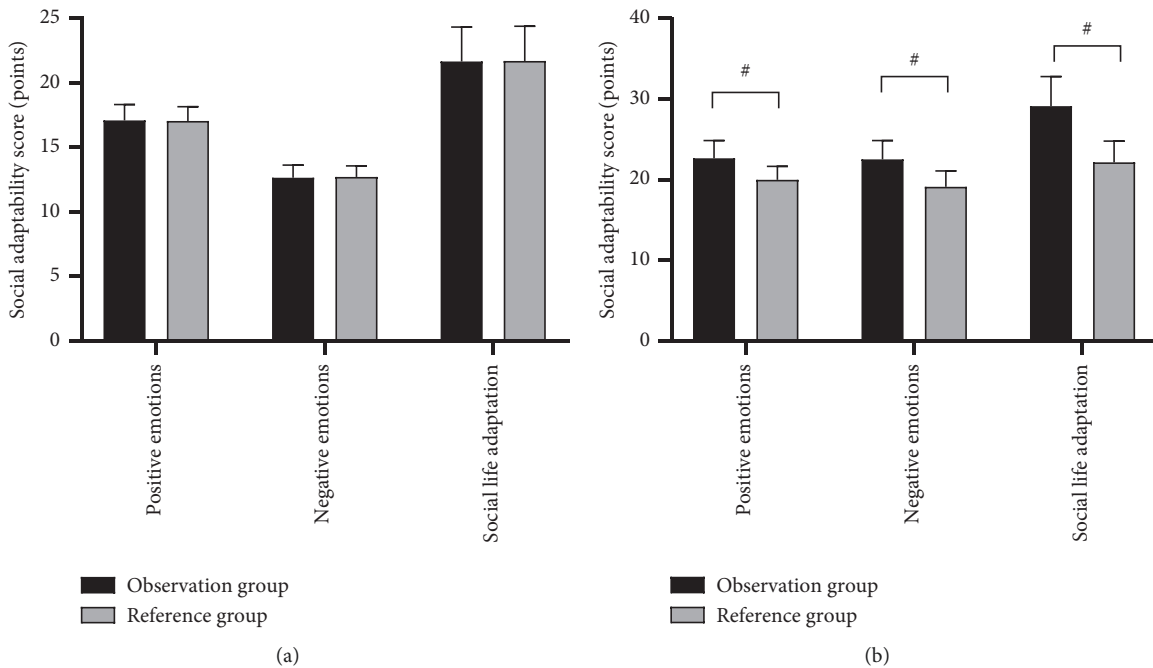 Social adaptability score (points)
25
20
15
10
5
0
Positive emotions
Negative emotions
Social life adaptation
Observation group
Reference group
(a)
Social adaptability score (points)
40
30
20
10
0
#
#
#
Positive emotions
Negative emotions
Social life adaptation
Observation group
Reference group
(b)